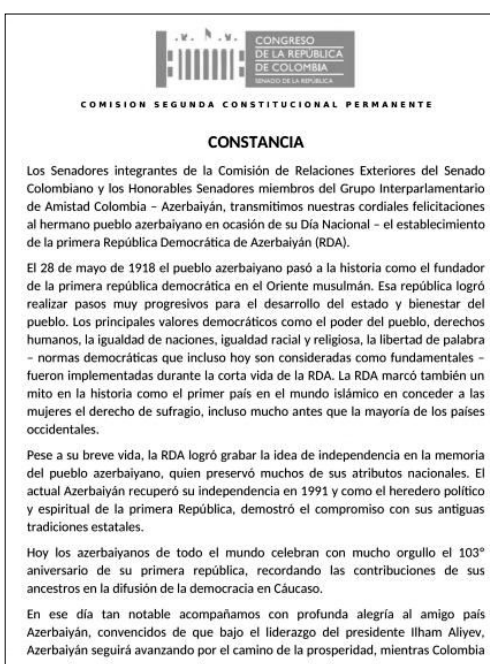 CONGRESO
DE LA REPÚBLICA
DE COLOMBIA
SENADO DE LA REPÚBLICA
COMISION SEGUNDA CONSTITUCIONAL PERMANENTE
CONSTANCIA
Los Senadores integrantes de la Comisión de Relaciones Exteriores del Senado
Colombiano y los Honorables Senadores miembros del Grupo Interparlamentario
de Amistad Colombia – Azerbaiyán, transmitimos nuestras cordiales felicitaciones
al hermano pueblo azerbaiyano en ocasión de su Día Nacional – el establecimiento
de la primera República Democrática de Azerbaiyán (RDA).
El 28 de mayo de 1918 el pueblo azerbaiyano pasó a la historia como el fundador
de la primera república democrática en el Oriente musulmán. Esa república logró
realizar pasos muy progresivos para el desarrollo del estado y bienestar del
pueblo. Los principales valores democráticos como el poder del pueblo, derechos
humanos, la igualdad de naciones, igualdad racial y religiosa, la libertad de palabra
– normas democráticas que incluso hoy son consideradas como fundamentales –
fueron implementadas durante la corta vida de la RDA. La RDA marcó también un
mito en la historia como el primer país en el mundo islámico en conceder a las
mujeres el derecho de sufragio, incluso mucho antes que la mayoría de los países
occidentales.
Pese a su breve vida, la RDA logró grabar la idea de independencia en la memoria
del pueblo azerbaiyano, quien preservó muchos de sus atributos nacionales. El
actual Azerbaiyán recuperó su independencia en 1991 y como el heredero político
y espiritual de la primera República, demostró el compromiso con sus antiguas
tradiciones estatales.
Hoy los azerbaiyanos de todo el mundo celebran con mucho orgullo el 103°
aniversario de su primera república, recordando las contribuciones de sus
ancestros en la difusión de la democracia en Cáucaso.
En ese día tan notable acompañamos con profunda alegría al amigo país
Azerbaiyán, convencidos de que bajo el liderazgo del presidente Ilham Aliyev,
Azerbaiyán seguirá avanzando por el camino de la prosperidad, mientras Colombia